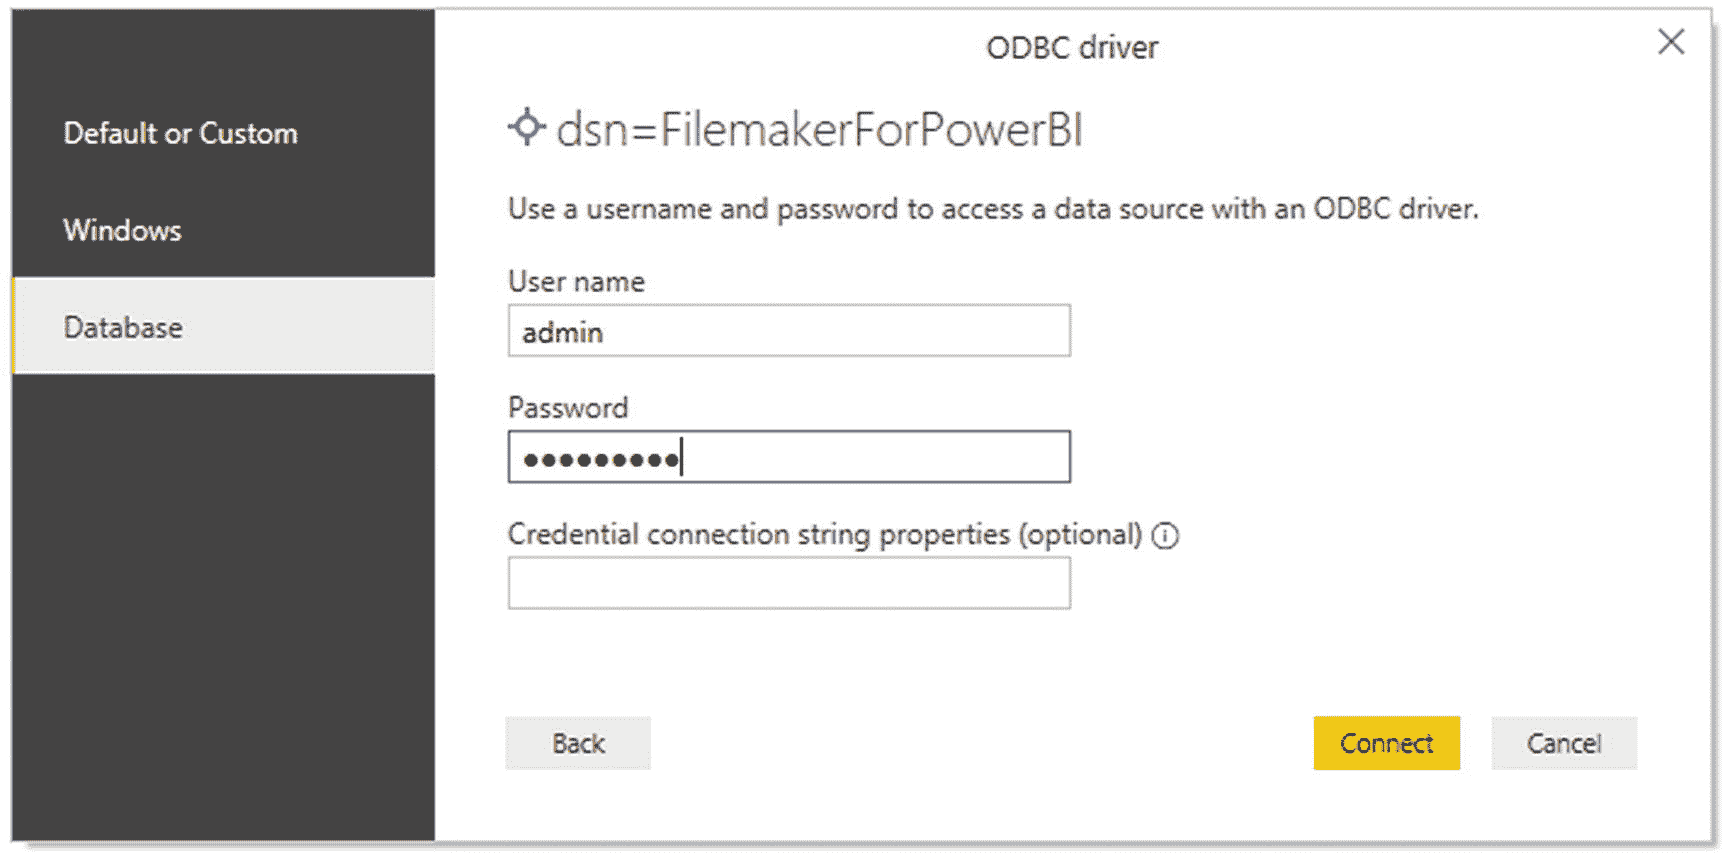 ODBC driver
Default or Custom
Windows
Database
dsn=FilemakerForPowerBI
Use a username and password to access a data source with an ODBC driver.
User name
admin
Password
●●●●●●●●●
Credential connection string properties (optional)
Back
Connect
Cancel